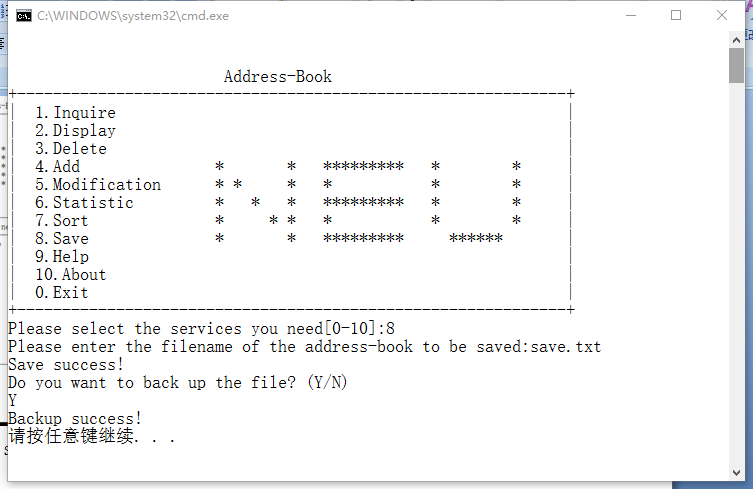 C:\WINDOWS\system32\cmd.exe
Address-Book
+-------------------------------------------------------------+
| 1.Inquire |
| 2.Display |
| 3.Delete |
| 4.Add * * ********* * * |
| 5.Modification * * * * * * |
| 6.Statistic * * * ********* * * |
| 7.Sort * * * * * * |
| 8.Save * * ********* ****** |
| 9.Help |
| 10.About |
| 0.Exit |
+-------------------------------------------------------------+
Please select the services you need[0-10]:8
Please enter the filename of the address-book to be saved:save.txt
Save success!
Do you want to back up the file? (Y/N)
Y
Backup success!
请按任意键继续. . .